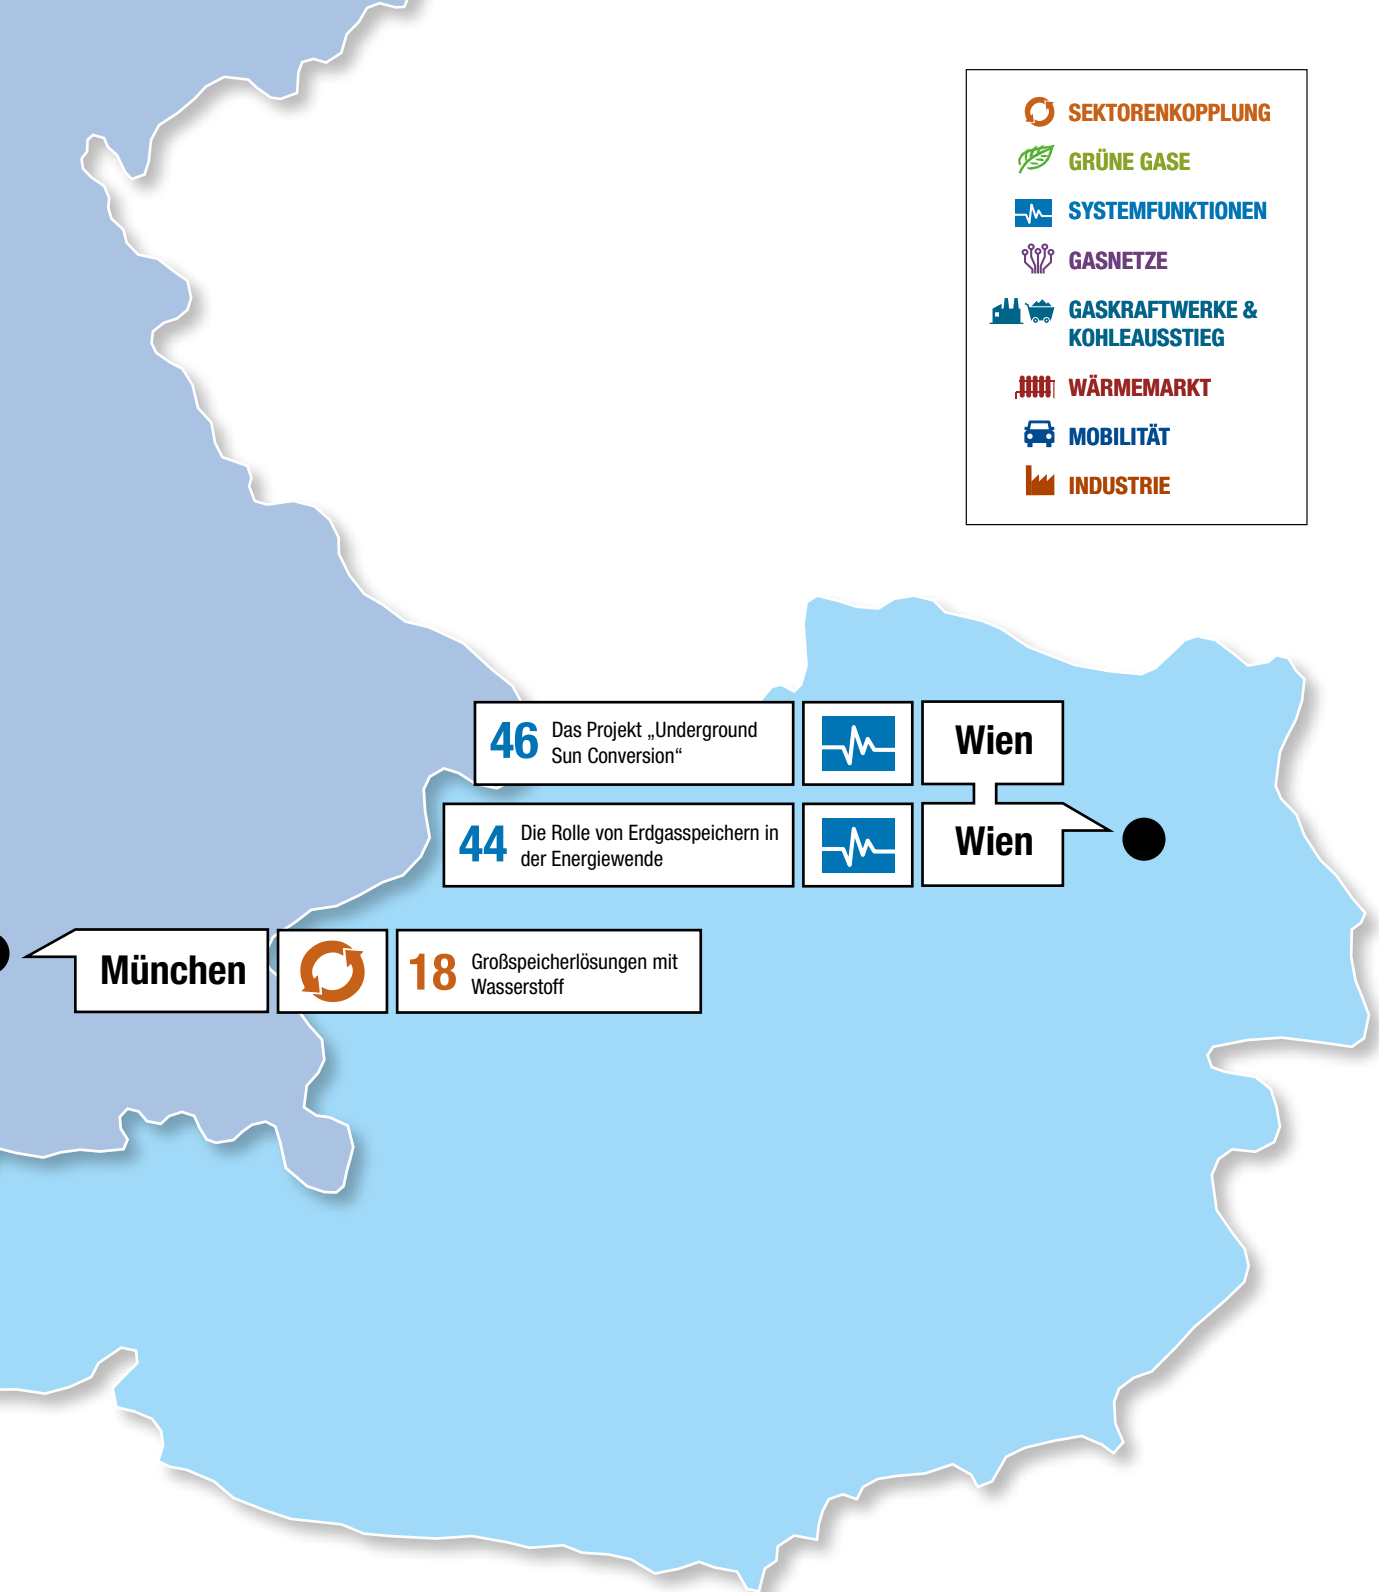 SEKTORENKOPPLUNG
GRÜNE GASE
SYSTEMFUNKTIONEN
GASNETZE
GASKRAFTWERKE &
KOHLEAUSSTIEG
WÄRMEMARKT
MOBILITÄT
INDUSTRIE
46 Das Projekt „Underground
Sun Conversion“
Wien
44 Die Rolle von Erdgasspeichern in
der Energiewende
Wien
München
18 Großspeicherlösungen mit
Wasserstoff